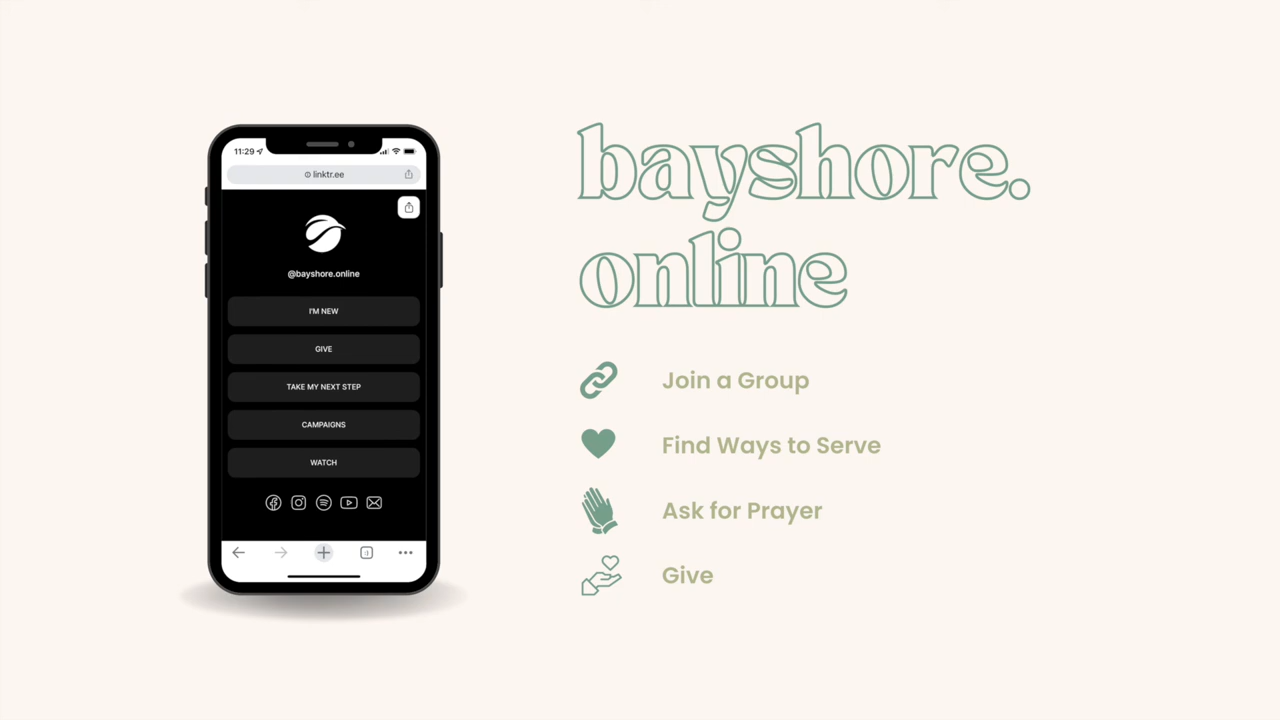 11:29
linktr.ee
@bayshore.online
I'M NEW
GIVE
TAKE MY NEXT STEP
CAMPAIGNS
WATCH
:)
bayshore.
online
Join a Group
Find Ways to Serve
Ask for Prayer
Give